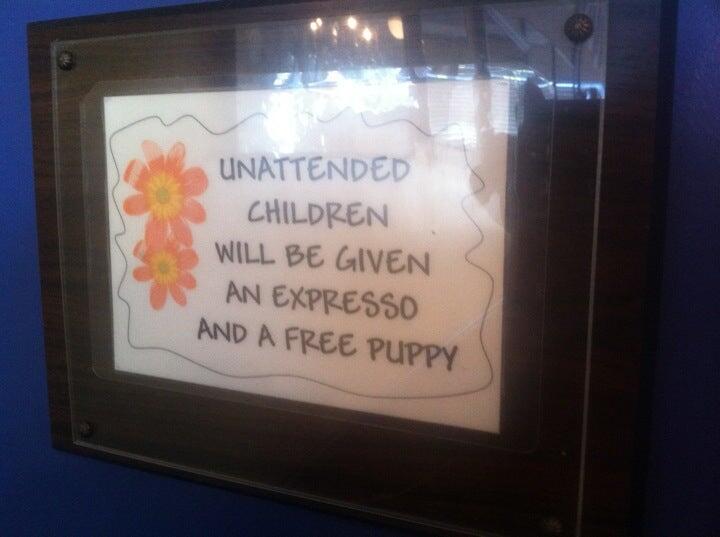 UNATTENDED
CHILDREN
WILL BE GIVEN
AN EXPRESSO
AND A FREE PUPPY